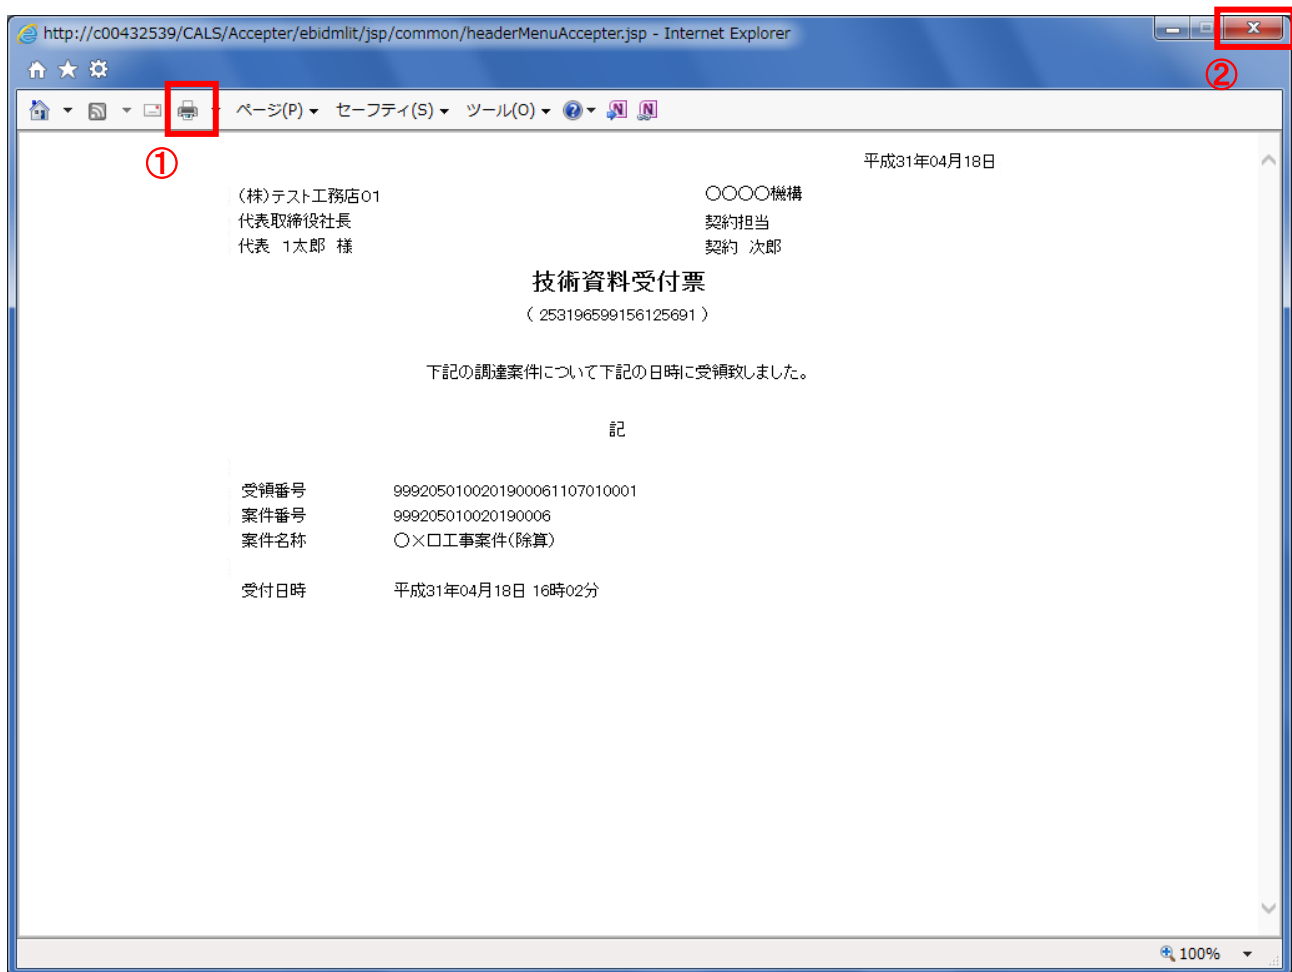 http://c00432539/CALS/Accepter/ebidmlit/jsp/common/headerMenuAccepter.jsp - Internet Explorer
②
ページ(P) セーフティ(S) ツール(O)
①
平成31年04月18日
(株)テスト工務店01
〇〇〇〇機構
代表取締役社長
契約担当
代表 1太郎 様
契約 次郎
技術資料受付票
( 253196599156125691 )
下記の調達案件について下記の日時に受領致しました。
記
受領番号 9992050100201900061107010001
案件番号 999205010020190006
案件名称 〇×口工事案件(除算)
受付日時 平成31年04月18日 16時02分
100%